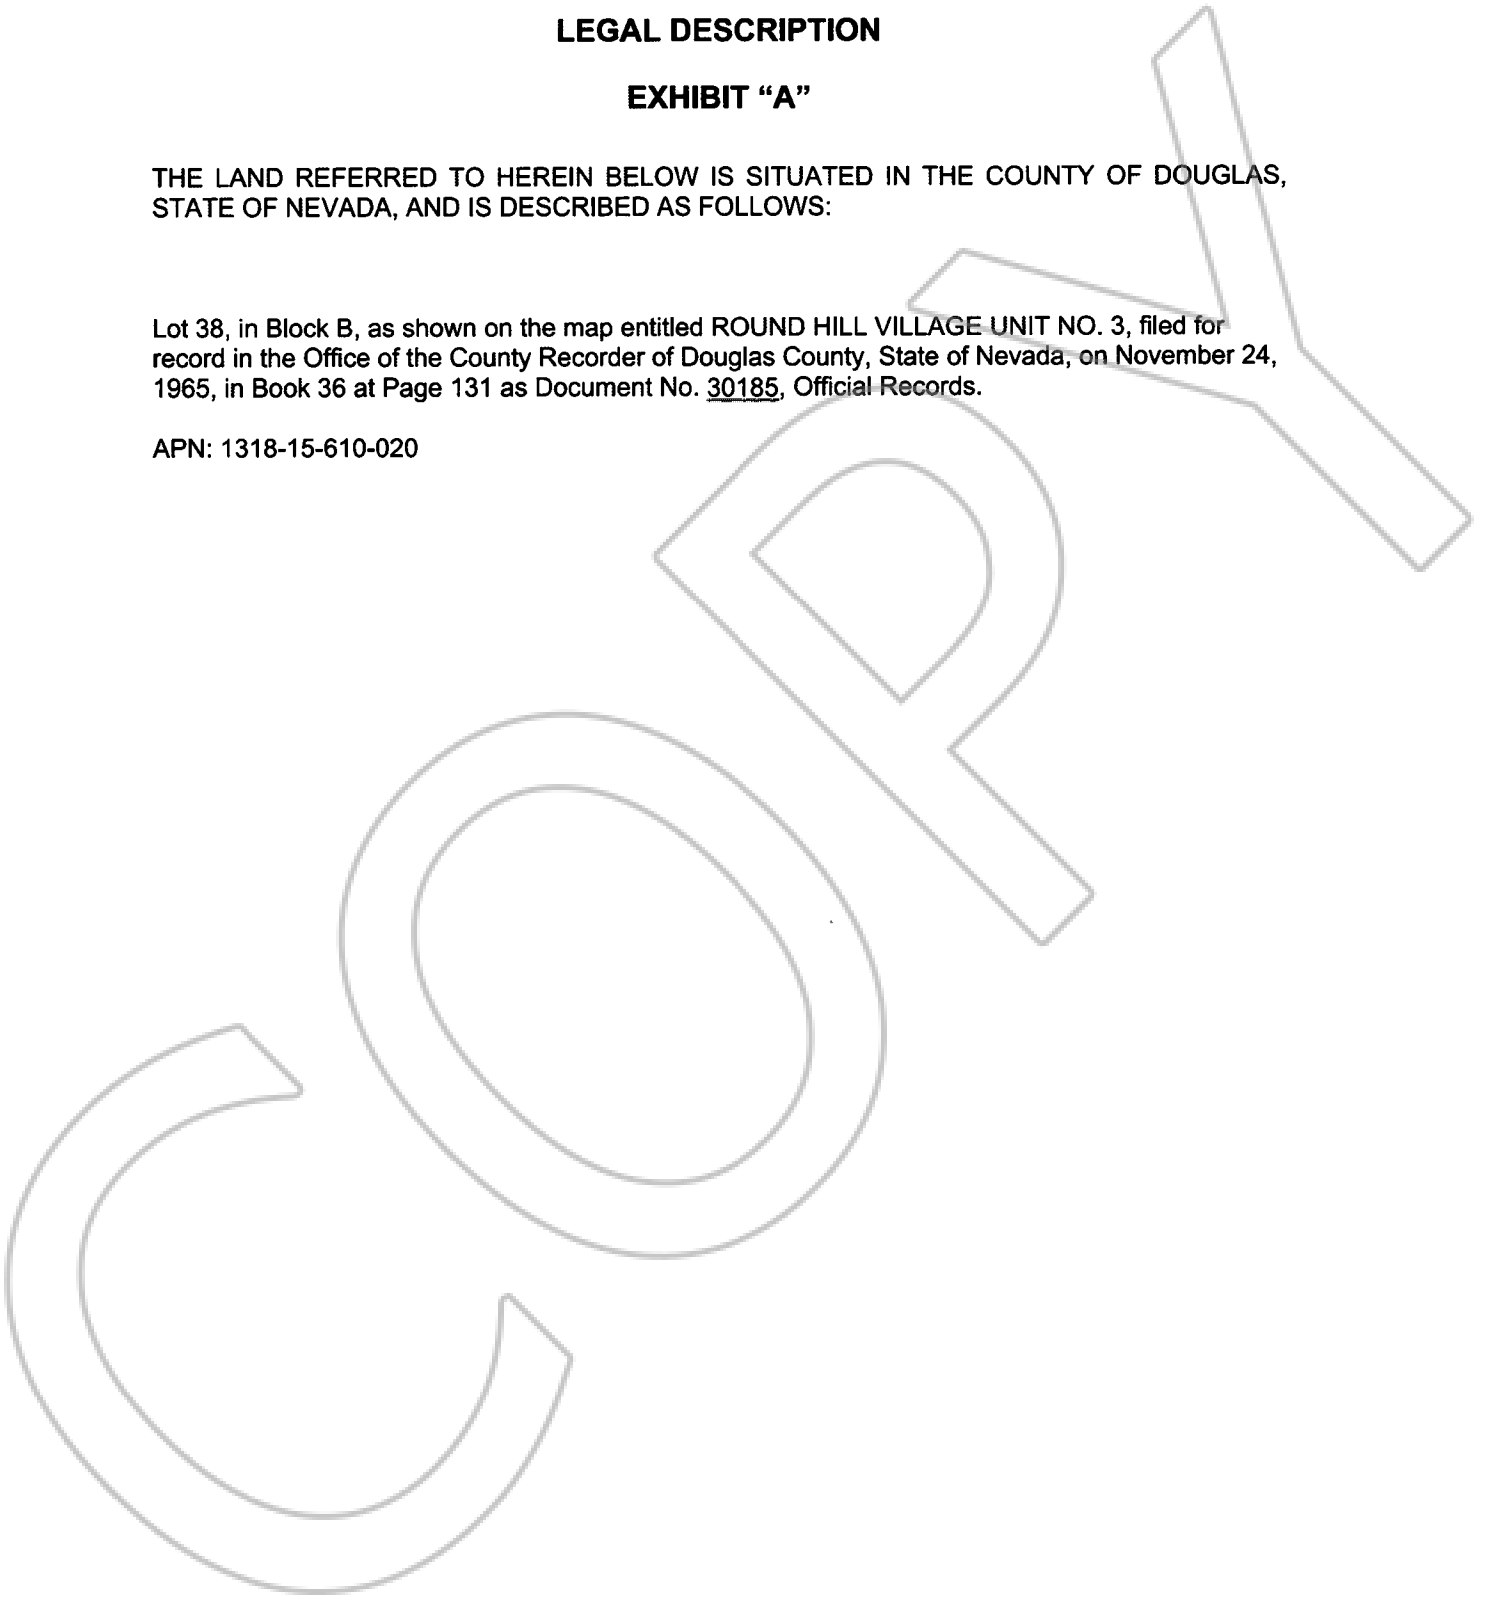 LEGAL DESCRIPTION
EXHIBIT “A”
THE LAND REFERRED TO HEREIN BELOW IS SITUATED IN THE COUNTY OF DOUGLAS,
STATE OF NEVADA, AND IS DESCRIBED AS FOLLOWS:
Lot 38, in Block B, as shown on the map entitled ROUND HILL VILLAGE UNIT NO. 3, filed for
record in the Office of the County Recorder of Douglas County, State of Nevada, on November 24,
1965, in Book 36 at Page 131 as Document No. 30185, Official Records.
APN: 1318-15-610-020
COPY